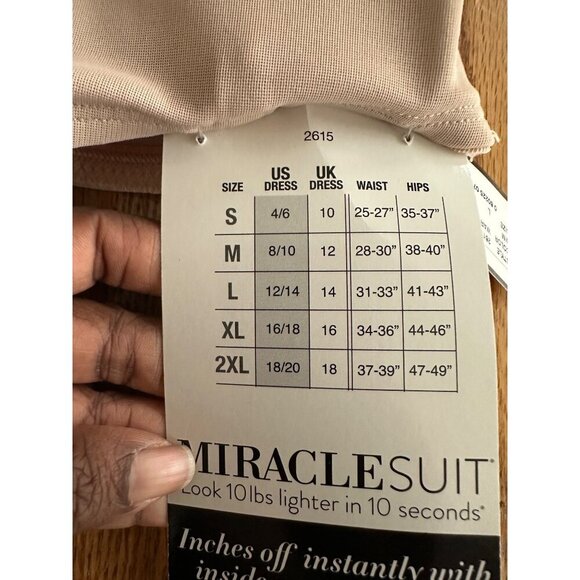 2615
SIZE US DRESS UK DRESS WAIST HIPS
S 4/6 10 25-27” 35-37”
M 8/10 12 28-30” 38-40”
L 12/14 14 31-33” 41-43”
XL 16/18 16 34-36” 44-46”
2XL 18/20 18 37-39” 47-49”
MIRACLESUIT®
Look 10 lbs lighter in 10 seconds®
Inches off instantly with
inside